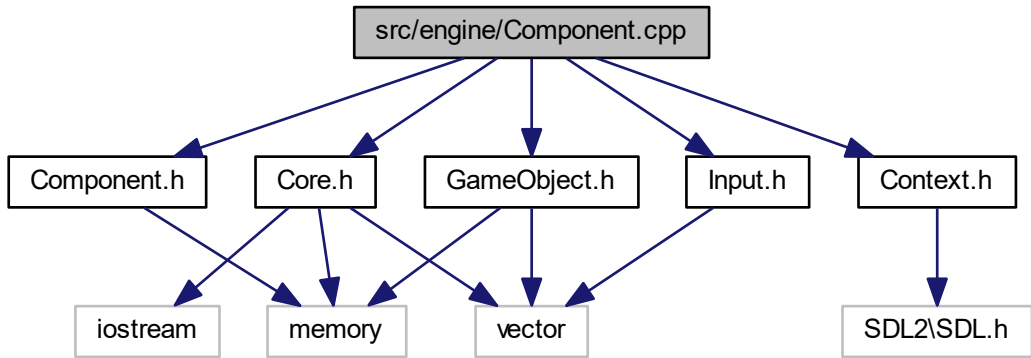 src/engine/Component.cpp
Component.h
Core.h
GameObject.h
Input.h
Context.h
iostream
memory
vector
SDL2\SDL.h